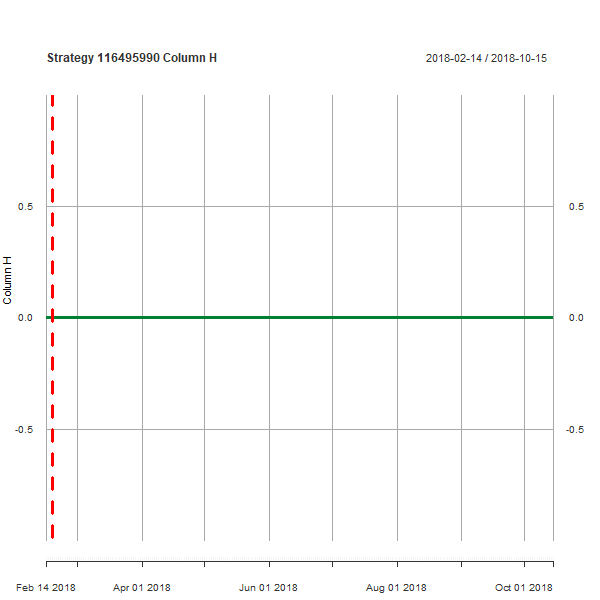 Strategy 116495990 Column H
2018-02-14 / 2018-10-15
0.5
0.5
Column H
0.0
0.0
-0.5
-0.5
Feb 14 2018
Apr 01 2018
Jun 01 2018
Aug 01 2018
Oct 01 2018